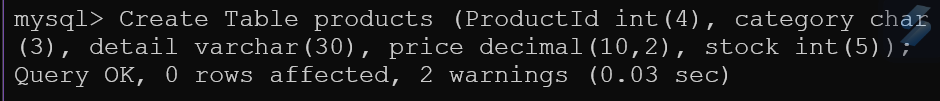 mysql> Create Table products (ProductId int(4), category char
(3), detail varchar(30), price decimal(10,2), stock int(5));
Query OK, 0 rows affected, 2 warnings (0.03 sec)